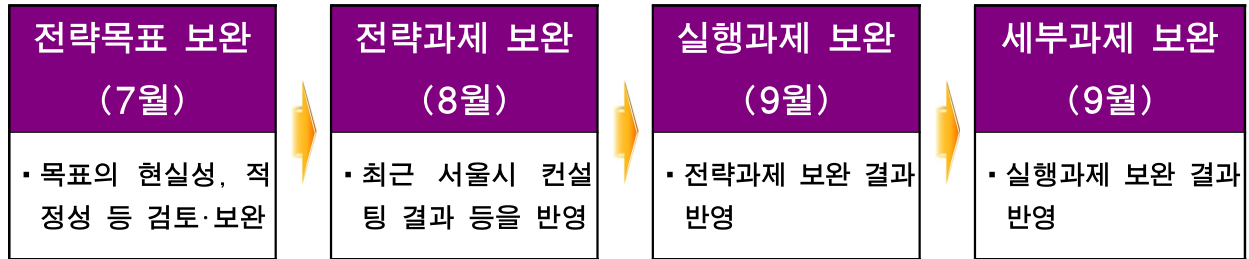 전략목표 보완
(7월)
· 목표의 현실성, 적
정성 등 검토·보완
전략과제 보완
(8월)
· 최근 서울시 컨설
팅 결과 등을 반영
실행과제 보완
(9월)
· 전략과제 보완 결과
반영
세부과제 보완
(9월)
· 실행과제 보완 결과
반영